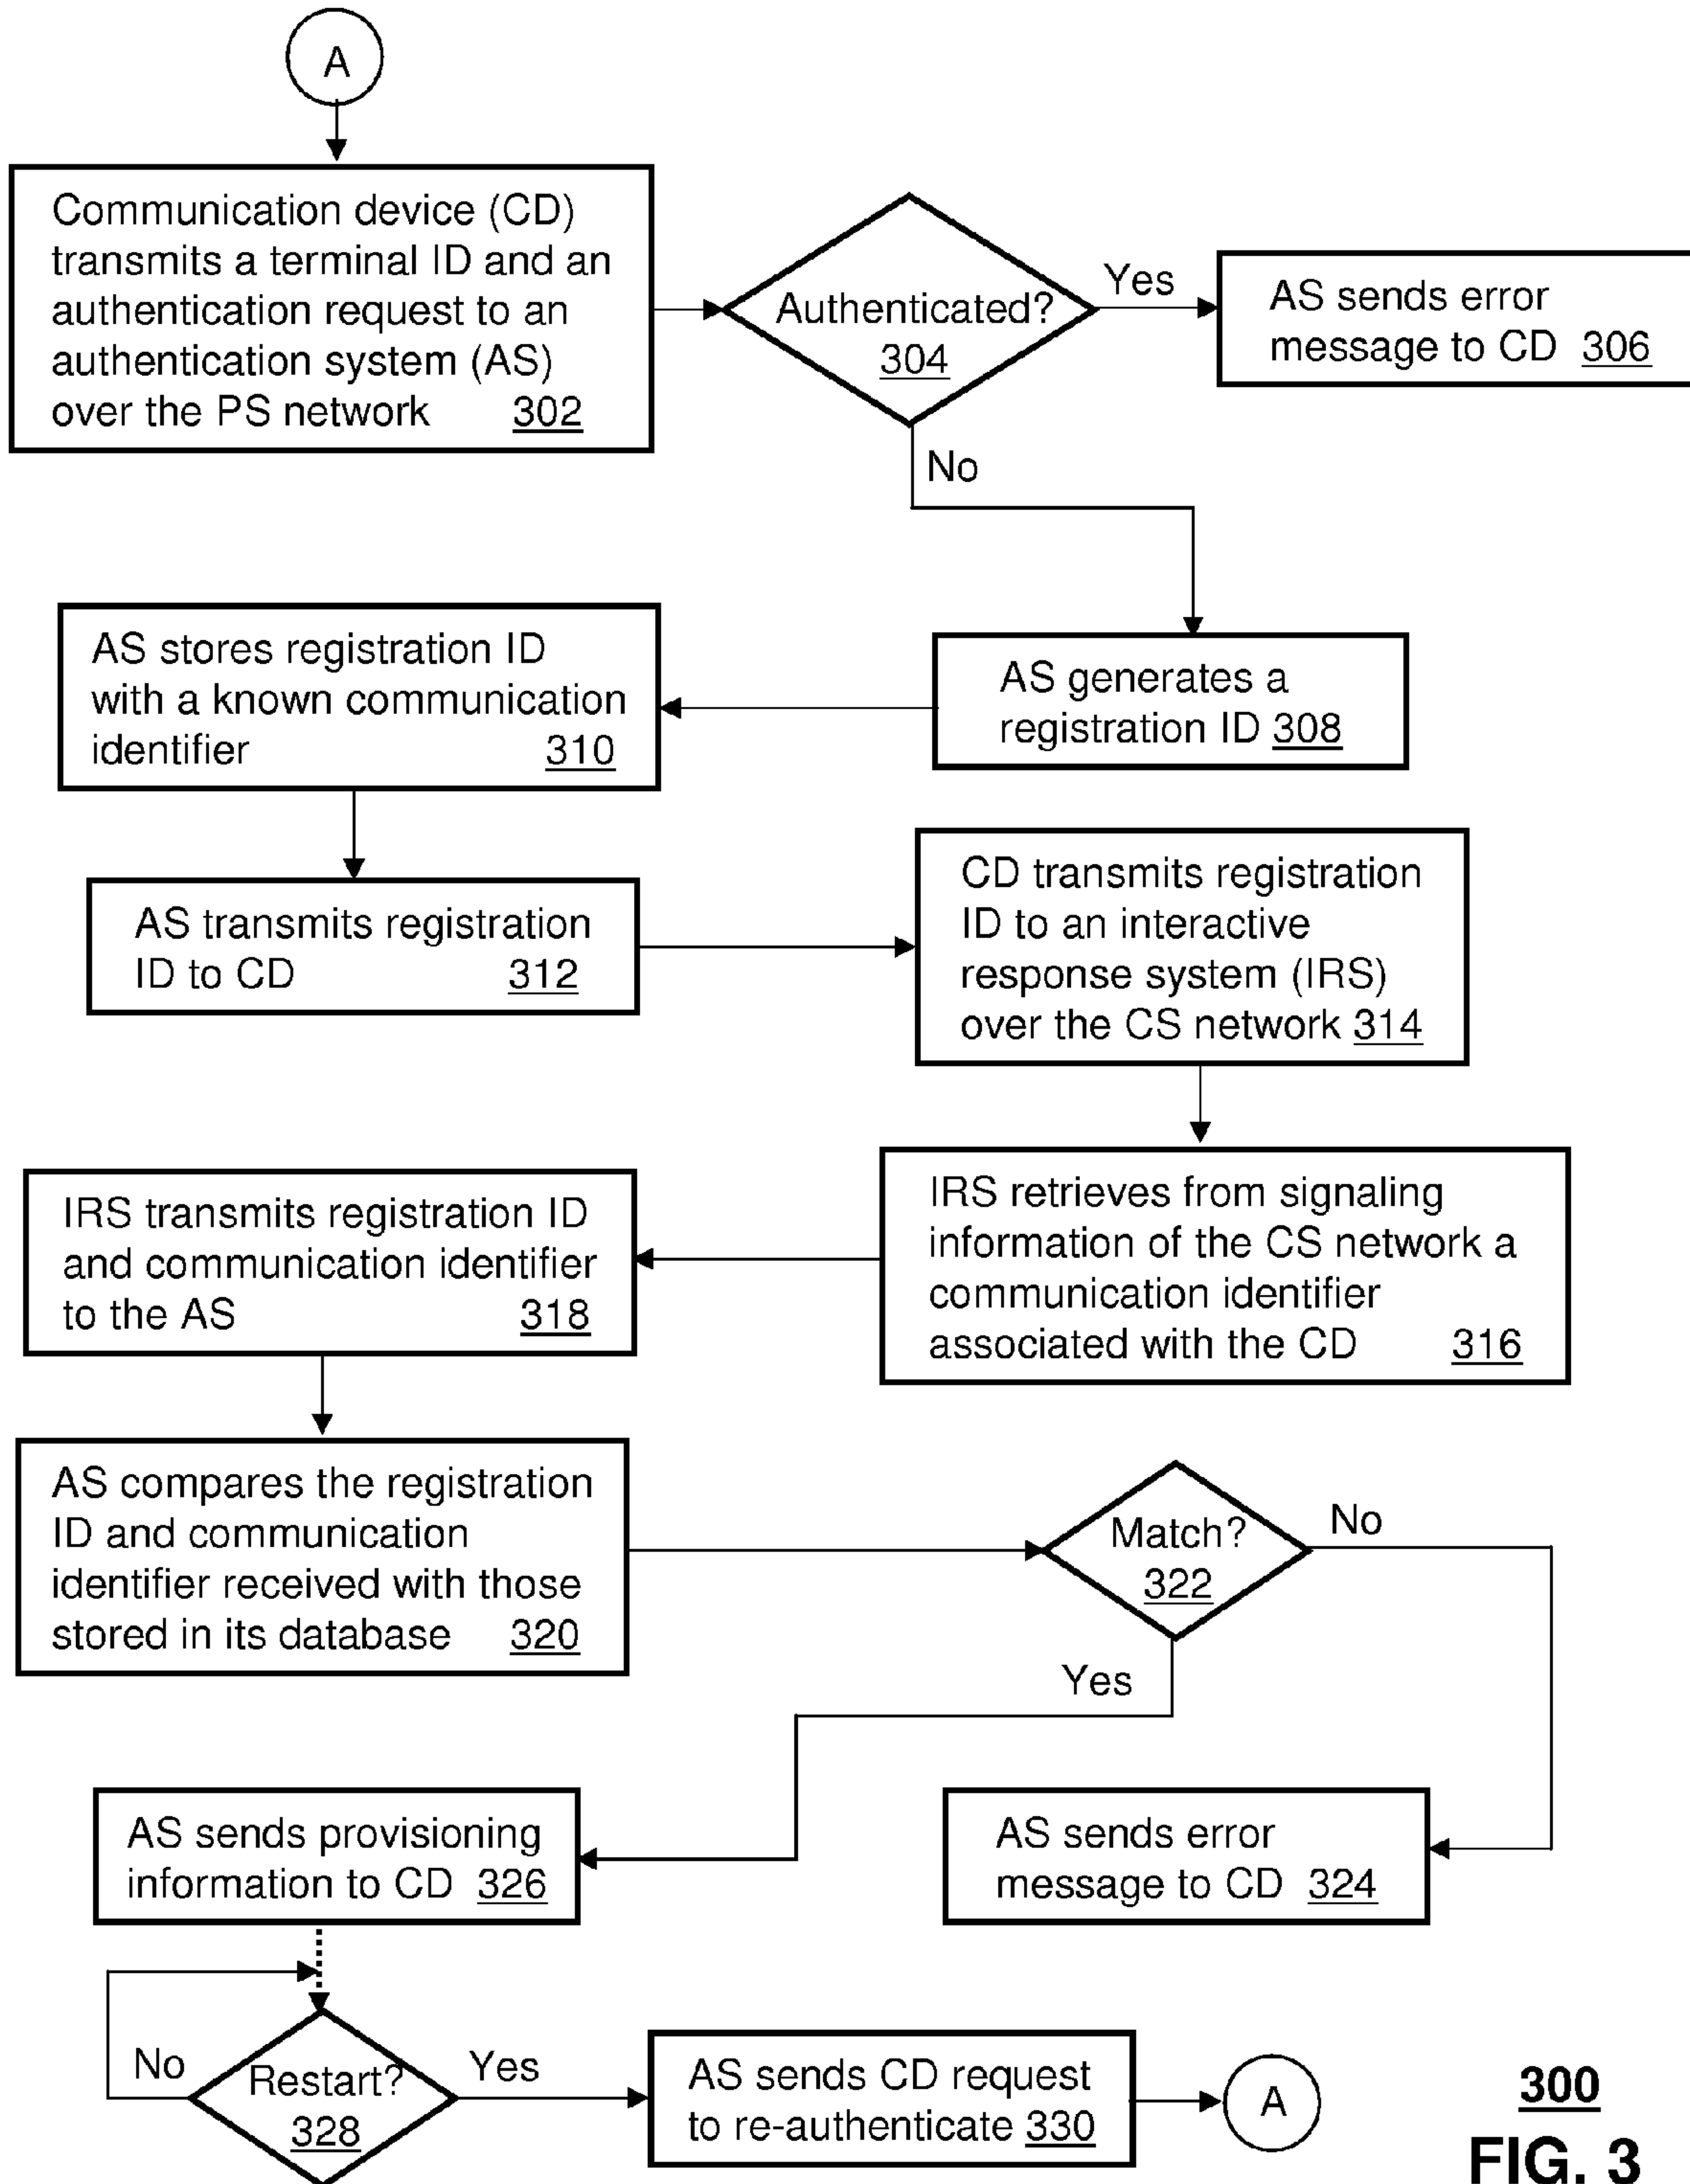 A
Communication device (CD)
transmits a terminal ID and an
authentication request to an
authentication system (AS)
over the PS network 302
Authenticated?
304
Yes
AS sends error
message to CD 306
No
AS generates a
registration ID 308
AS stores registration ID
with a known communication
identifier 310
AS transmits registration
ID to CD 312
CD transmits registration
ID to an interactive
response system (IRS)
over the CS network 314
IRS retrieves from signaling
information of the CS network a
communication identifier
associated with the CD 316
IRS transmits registration ID
and communication identifier
to the AS 318
AS compares the registration
ID and communication
identifier received with those
stored in its database 320
Match?
322
No
Yes
AS sends error
message to CD 324
AS sends provisioning
information to CD 326
Restart?
328
No
Yes
AS sends CD request
to re-authenticate 330
A
300
FIG. 3